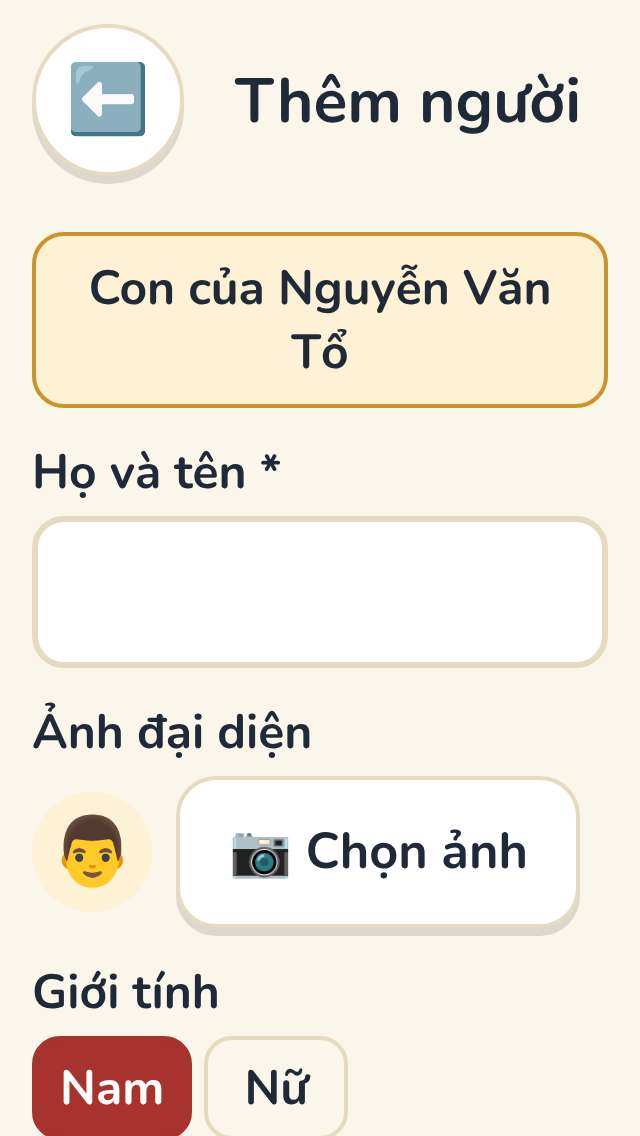 Thêm người
Con của Nguyễn Văn
Tổ
Họ và tên *
Ảnh đại diện
Chọn ảnh
Giới tính
Nam
Nữ